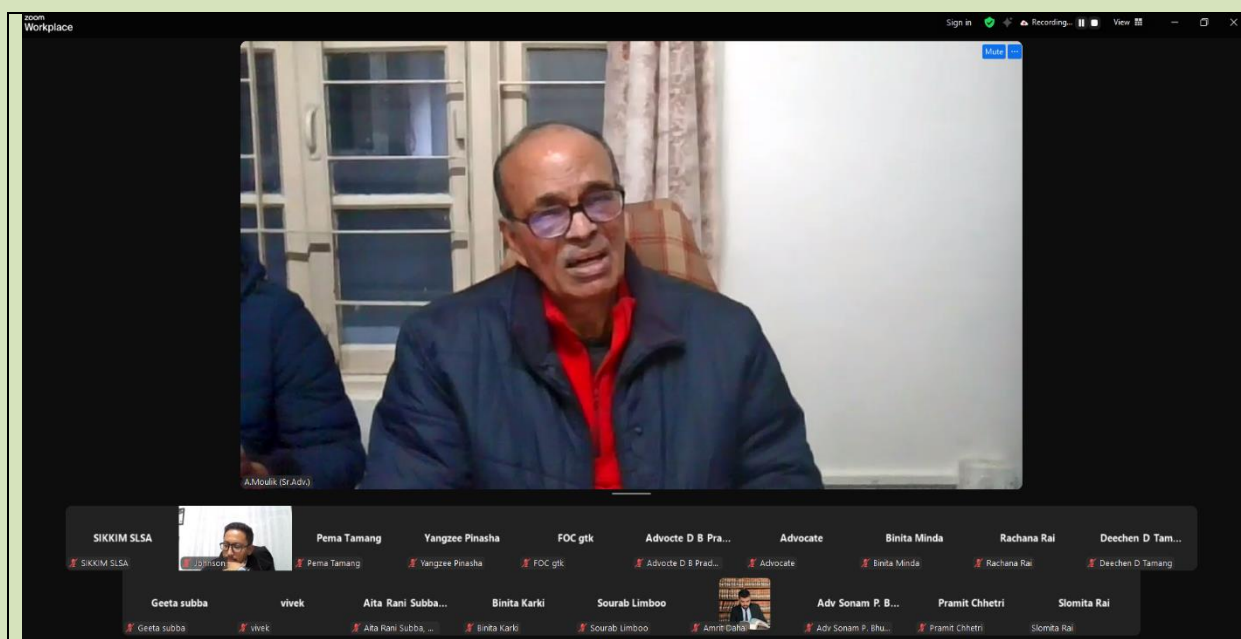 zoom
Workplace
Sign in
Recording...
View
Mute
A.Moulik (Sr.Adv.)
SIKKIM SLSA Pema Tamang Yangzee Pinasha FOC gtk Advocte D B Pra... Advocate Binita Minda Rachana Rai Deechen D Tam...
SIKKIM SLSA Johnson Pema Tamang Yangzee Pinasha FOC gtk Advocte D B Prad... Advocate Binita Minda Rachana Rai Deechen D Tamang
Geeta subba vivek Aita Rani Subba... Binita Karki Sourab Limboo Adv Sonam P. B... Pramit Chhetri Slomita Rai
Geeta subba vivek Aita Rani Subba, ... Binita Karki Sourab Limboo Amrit Dahal Adv Sonam P. Bhu... Pramit Chhetri Slomita Rai